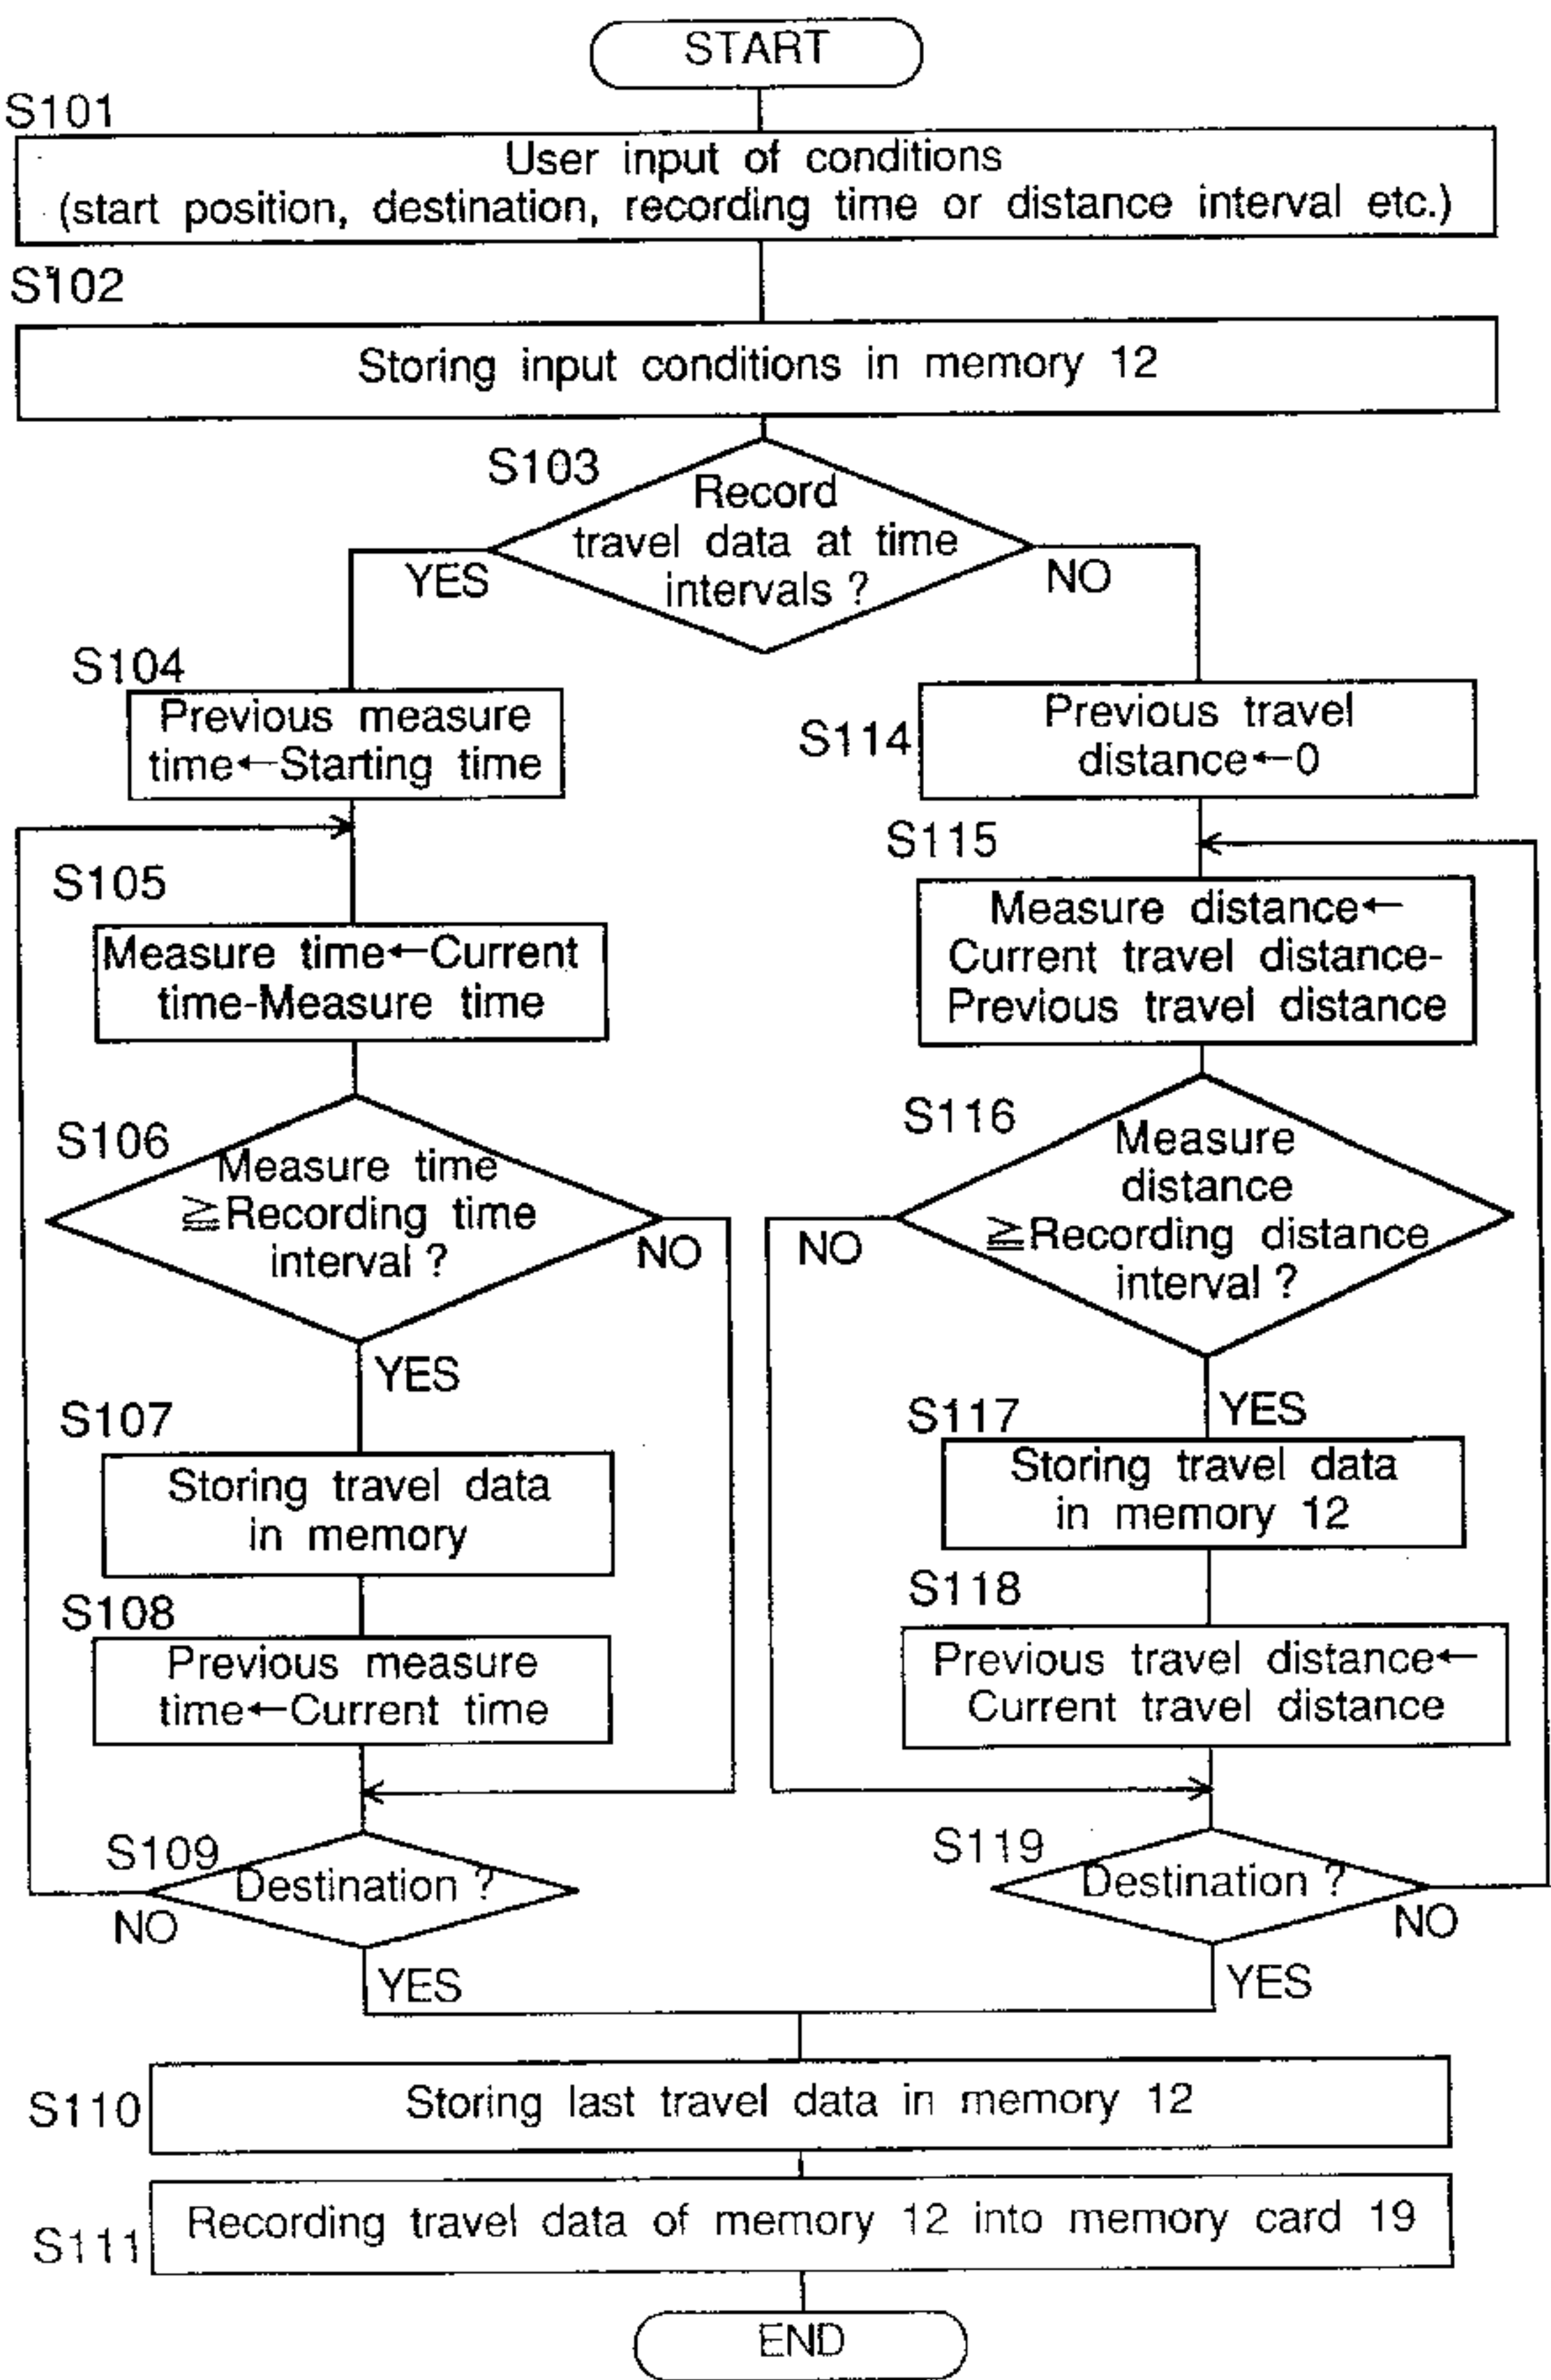 START
S101
User input of conditions
(start position, destination, recording time or distance interval etc.)
S102
Storing input conditions in memory 12
S103
Record
travel data at time
intervals ?
YES
NO
S104
Previous measure
time←Starting time
S105
Measure time←Current
time-Measure time
S106
Measure time
≧Recording time
interval ?
NO
YES
S107
Storing travel data
in memory
S108
Previous measure
time←Current time
S109
Destination ?
NO
YES
S114
Previous travel
distance←0
S115
Measure distance←
Current travel distance-
Previous travel distance
S116
Measure
distance
≧Recording distance
interval ?
NO
YES
S117
Storing travel data
in memory 12
S118
Previous travel distance←
Current travel distance
S119
Destination ?
NO
YES
S110
Storing last travel data in memory 12
S111
Recording travel data of memory 12 into memory card 19
END